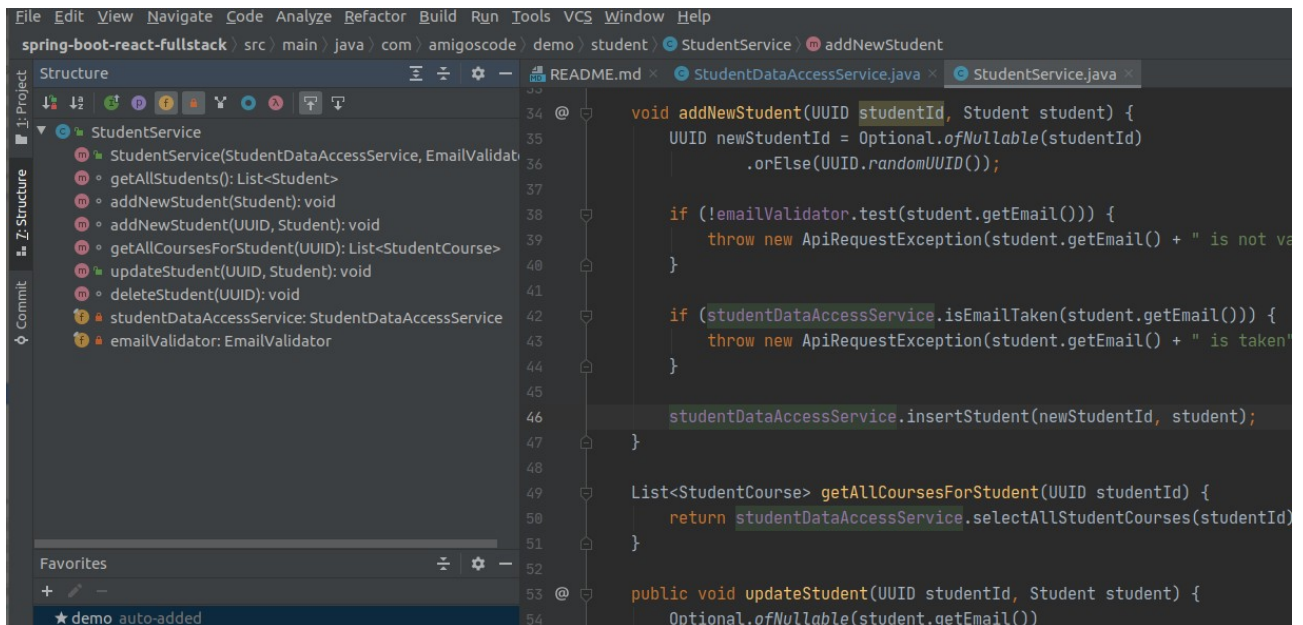 File Edit View Navigate Code Analyze Refactor Build Run Tools VCS Window Help
spring-boot-react-fullstack src main java com amigoscode demo student StudentService addNewStudent
1: Project
Z: Structure
Commit
Structure
StudentService
StudentService(StudentDataAccessService, EmailValidat
getAllStudents(): List<Student>
addNewStudent(Student): void
addNewStudent(UUID, Student): void
getAllCoursesForStudent(UUID): List<StudentCourse>
updateStudent(UUID, Student): void
deleteStudent(UUID): void
studentDataAccessService: StudentDataAccessService
emailValidator: EmailValidator
Favorites
demo auto-added
README.md StudentDataAccessService.java StudentService.java
33
34 @ void addNewStudent(UUID studentId, Student student) {
35 UUID newStudentId = Optional.ofNullable(studentId)
36 .orElse(UUID.randomUUID());
37
38 if (!emailValidator.test(student.getEmail())) {
39 throw new ApiRequestException(student.getEmail() + " is not va
40 }
41
42 if (studentDataAccessService.isEmailTaken(student.getEmail())) {
43 throw new ApiRequestException(student.getEmail() + " is taken"
44 }
45
46 studentDataAccessService.insertStudent(newStudentId, student);
47 }
48
49 List<StudentCourse> getAllCoursesForStudent(UUID studentId) {
50 return studentDataAccessService.selectAllStudentCourses(studentId)
51 }
52
53 @ public void updateStudent(UUID studentId, Student student) {
54 Optional.ofNullable(student.getEmail())